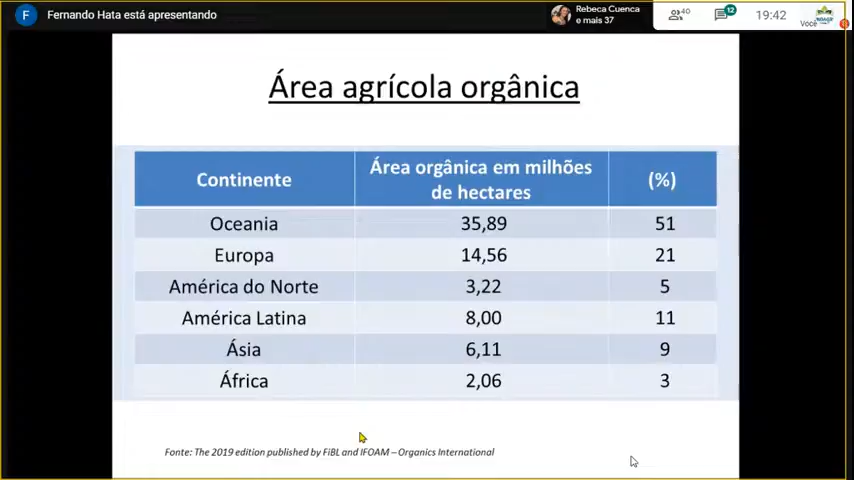 F
Fernando Hata está apresentando
Rebeca Cuenca
e mais 37
40
12
19:42
Você
Área agrícola orgânica
Continente
Área orgânica em milhões
de hectares
(%)
Oceania 35,89 51
Europa 14,56 21
América do Norte 3,22 5
América Latina 8,00 11
Ásia 6,11 9
África 2,06 3
Fonte: The 2019 edition published by FiBL and IFOAM – Organics International